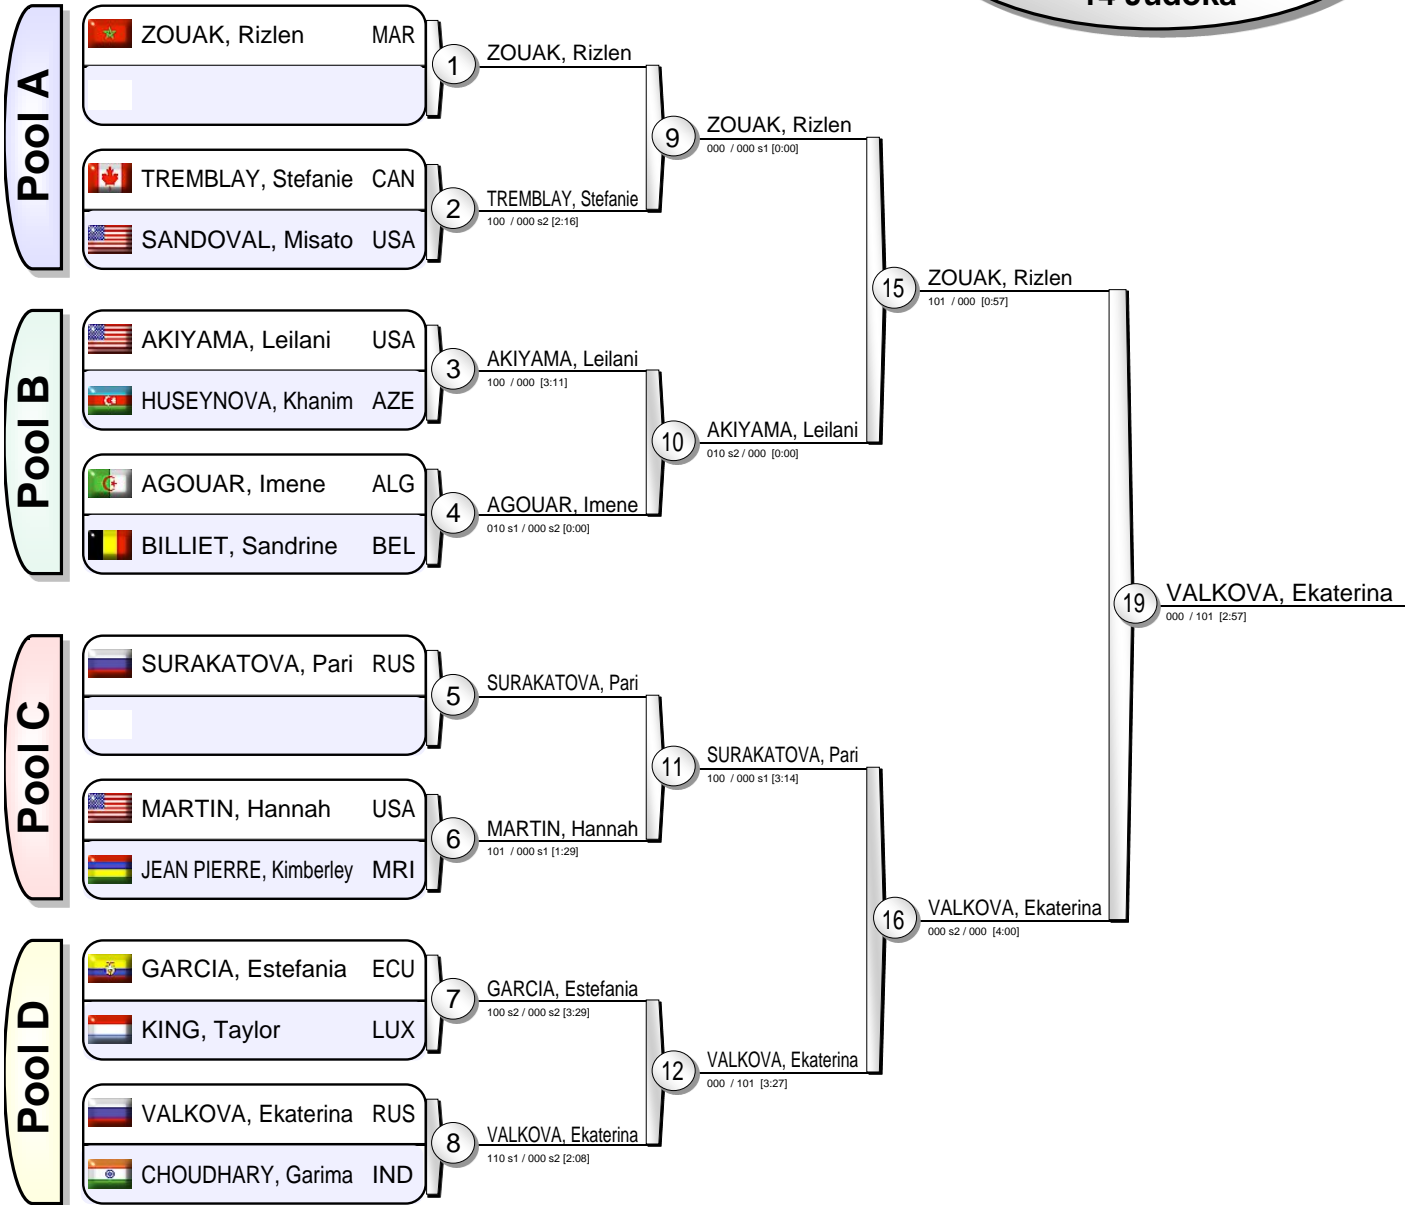 14 Judoka
Pool A
ZOUAK, Rizlen MAR
1
ZOUAK, Rizlen
TREMBLAY, Stefanie CAN
SANDOVAL, Misato USA
2
TREMBLAY, Stefanie
100 / 000 s2 [2:16]
9
ZOUAK, Rizlen
000 / 000 s1 [0:00]
Pool B
AKIYAMA, Leilani USA
HUSEYNOVA, Khanim AZE
3
AKIYAMA, Leilani
100 / 000 [3:11]
AGOUAR, Imene ALG
BILLIET, Sandrine BEL
4
AGOUAR, Imene
010 s1 / 000 s2 [0:00]
10
AKIYAMA, Leilani
010 s2 / 000 [0:00]
15
ZOUAK, Rizlen
101 / 000 [0:57]
Pool C
SURAKATOVA, Pari RUS
5
SURAKATOVA, Pari
MARTIN, Hannah USA
JEAN PIERRE, Kimberley MRI
6
MARTIN, Hannah
101 / 000 s1 [1:29]
11
SURAKATOVA, Pari
100 / 000 s1 [3:14]
Pool D
GARCIA, Estefania ECU
KING, Taylor LUX
7
GARCIA, Estefania
100 s2 / 000 s2 [3:29]
VALKOVA, Ekaterina RUS
CHOUDHARY, Garima IND
8
VALKOVA, Ekaterina
110 s1 / 000 s2 [2:08]
12
VALKOVA, Ekaterina
000 / 101 [3:27]
16
VALKOVA, Ekaterina
000 s2 / 000 [4:00]
19
VALKOVA, Ekaterina
000 / 101 [2:57]